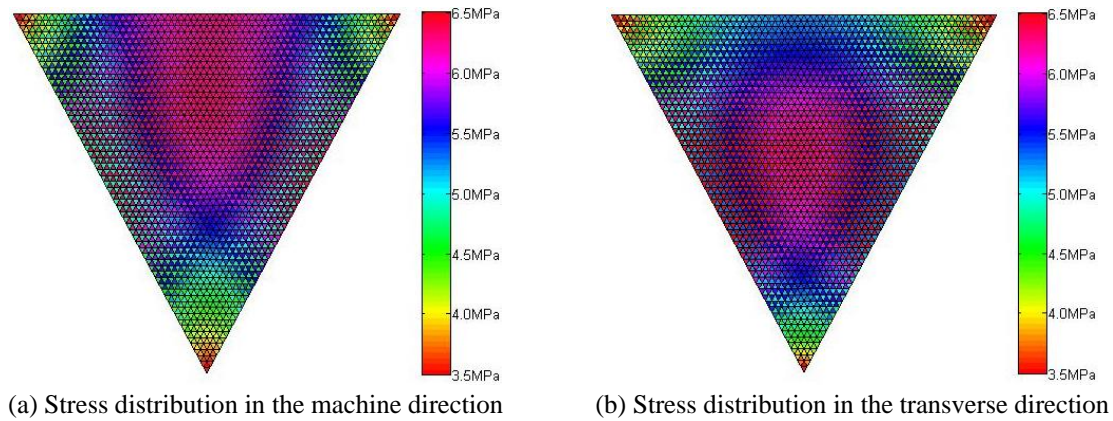 6.5MPa
6.0MPa
5.5MPa
5.0MPa
4.5MPa
4.0MPa
3.5MPa
(a) Stress distribution in the machine direction
6.5MPa
6.0MPa
5.5MPa
5.0MPa
4.5MPa
4.0MPa
3.5MPa
(b) Stress distribution in the transverse direction